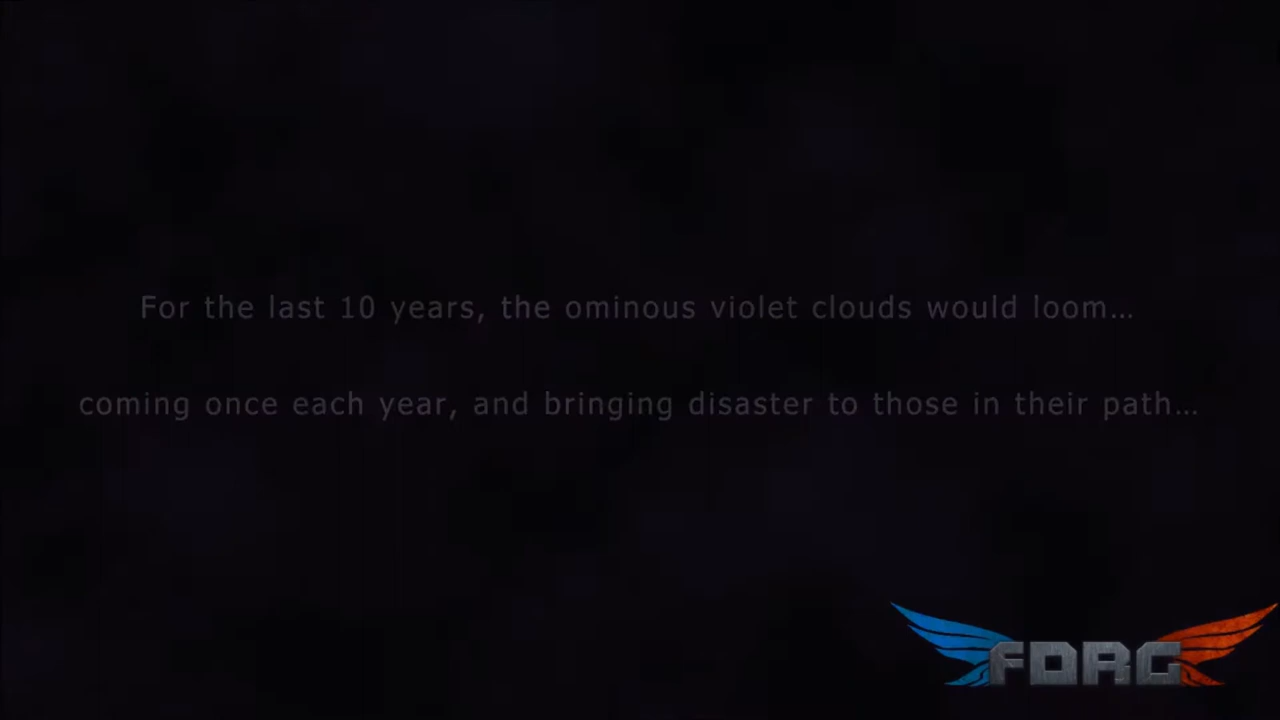 For the last 10 years, the ominous violet clouds would loom…
coming once each year, and bringing disaster to those in their path…
FDRG